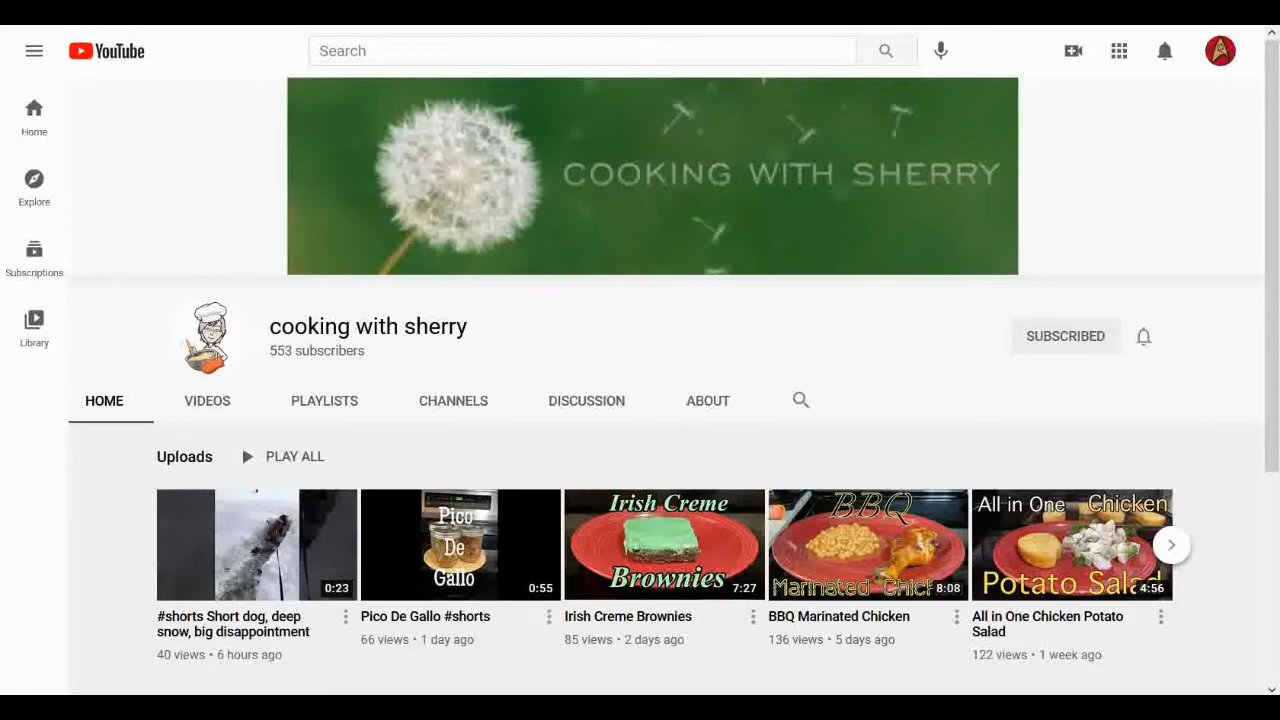 YouTube
Search
Home
Explore
Subscriptions
Library
COOKING WITH SHERRY
cooking with sherry
553 subscribers
SUBSCRIBED
HOME VIDEOS PLAYLISTS CHANNELS DISCUSSION ABOUT
Uploads PLAY ALL
0:23
Pico
De
Gallo
0:55
Irish Creme
Brownies
7:27
BBQ
Marinated Chick
8:08
All in One Chicken
Potato Salad
4:56
#shorts Short dog, deep
snow, big disappointment
40 views • 6 hours ago
Pico De Gallo #shorts
66 views • 1 day ago
Irish Creme Brownies
85 views • 2 days ago
BBQ Marinated Chicken
136 views • 5 days ago
All in One Chicken Potato
Salad
122 views • 1 week ago